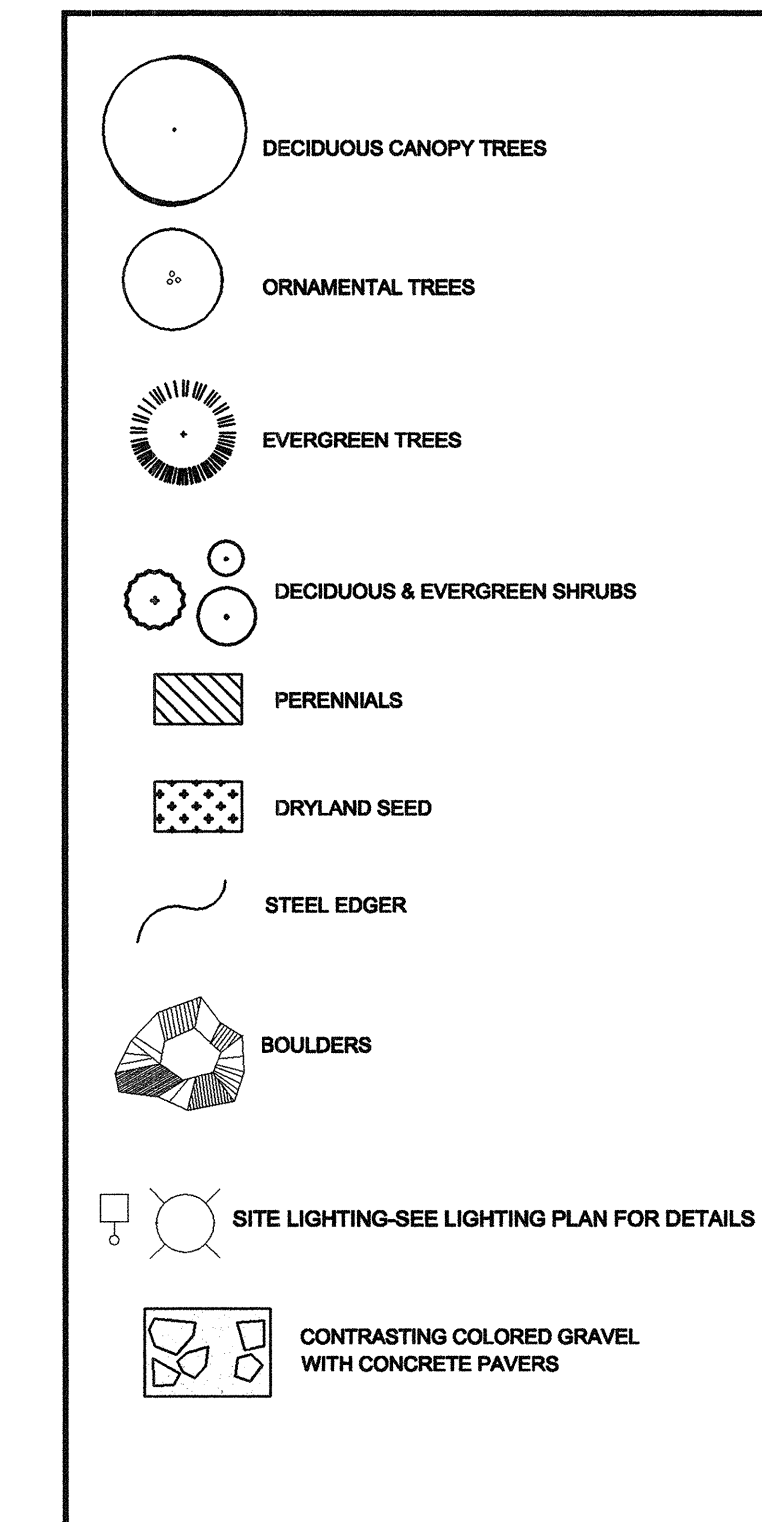 DECIDUOUS CANOPY TREES
ORNAMENTAL TREES
EVERGREEN TREES
DECIDUOUS & EVERGREEN SHRUBS
PERENNIALS
DRYLAND SEED
STEEL EDGER
BOULDERS
SITE LIGHTING-SEE LIGHTING PLAN FOR DETAILS
CONTRASTING COLORED GRAVEL
WITH CONCRETE PAVERS